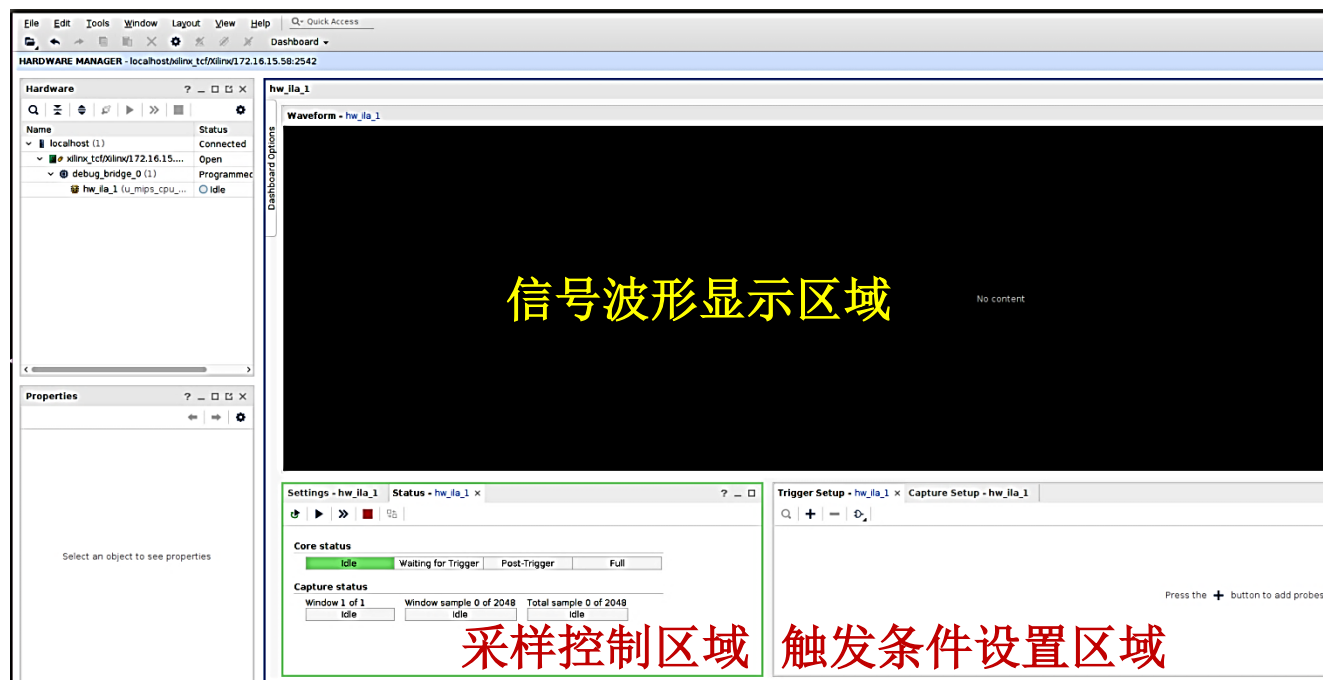 File Edit Tools Window Layout View Help Quick Access
Dashboard
HARDWARE MANAGER - localhost/xilinx_tcf/Xilinx/172.16.15.58:2542
Hardware
Name Status
localhost (1) Connected
xilinx_tcf/Xilinx/172.16.15.... Open
debug_bridge_0 (1) Programmed
hw_ila_1 (u_mips_cpu_... Idle
Properties
Select an object to see properties
hw_ila_1
Dashboard Options
Waveform - hw_ila_1
信号波形显示区域
No content
Settings - hw_ila_1 Status - hw_ila_1
Core status
Idle Waiting for Trigger Post-Trigger Full
Capture status
Window 1 of 1 Window sample 0 of 2048 Total sample 0 of 2048
Idle Idle Idle
采样控制区域
Trigger Setup - hw_ila_1 Capture Setup - hw_ila_1
Press the + button to add probes
触发条件设置区域